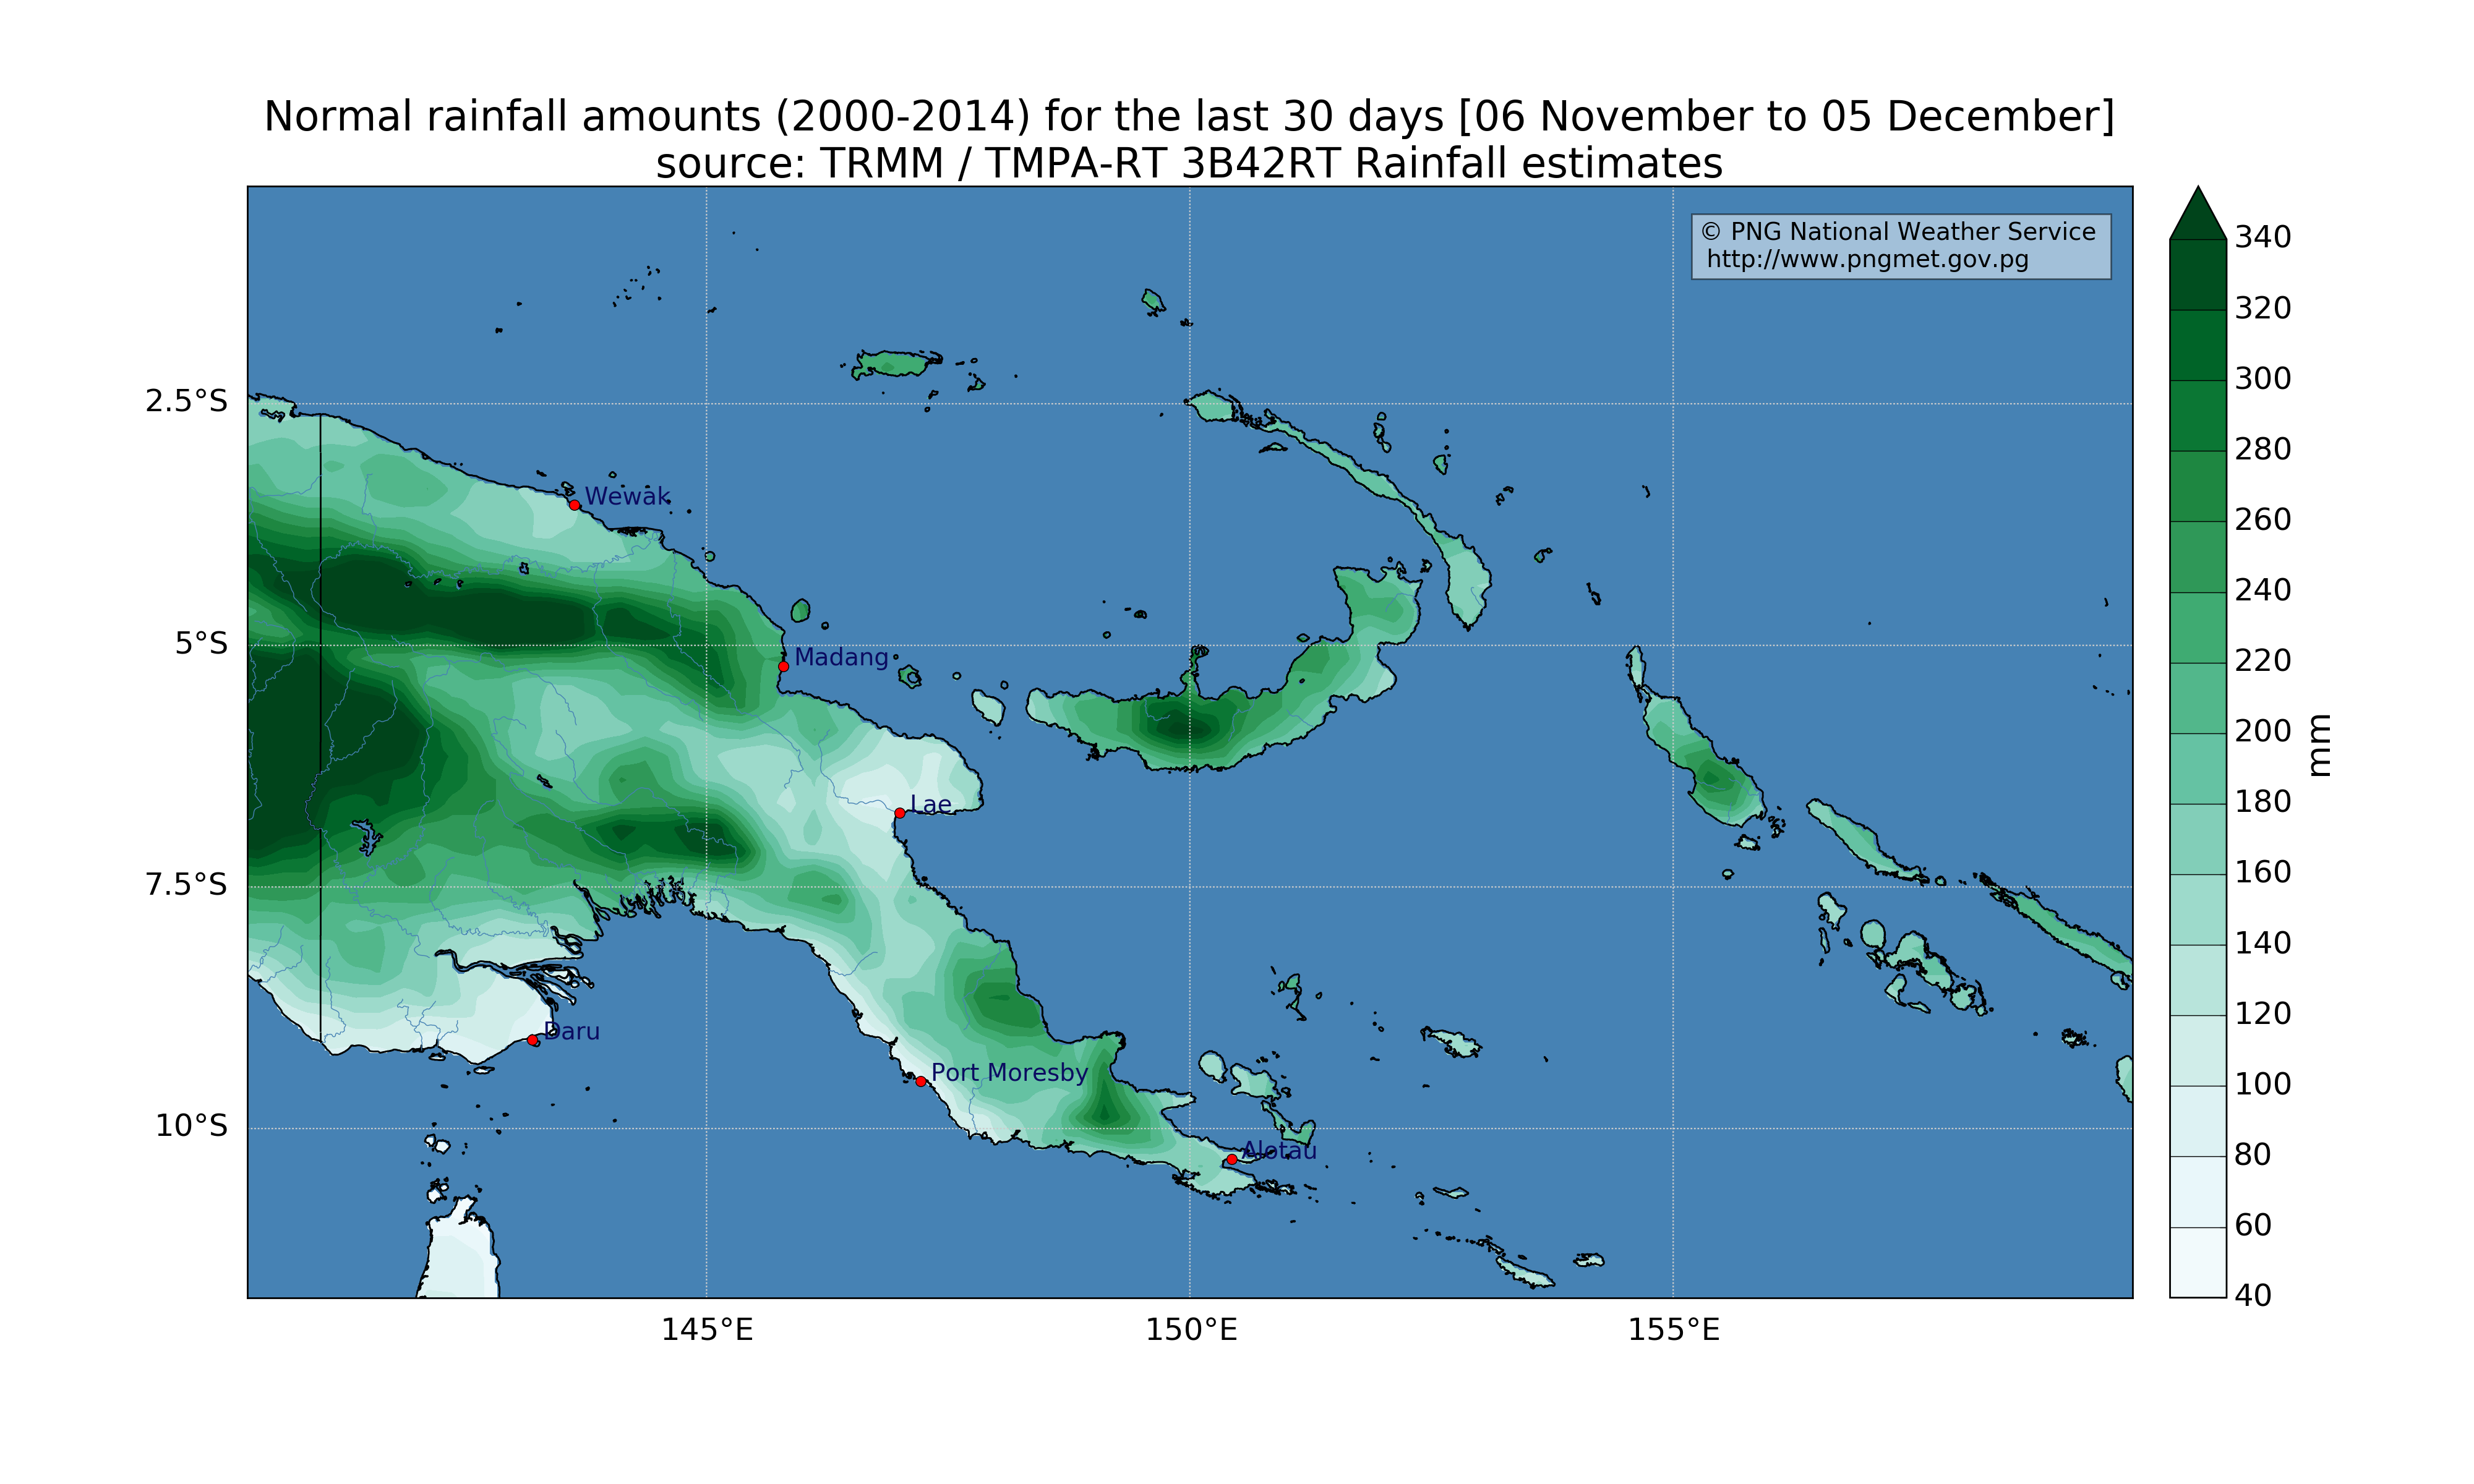 Normal rainfall amounts (2000-2014) for the last 30 days [06 November to 05 December]
source: TRMM / TMPA-RT 3B42RT Rainfall estimates
© PNG National Weather Service
http://www.pngmet.gov.pg
2.5°S
5°S
7.5°S
10°S
Wewak
Madang
Lae
Daru
Port Moresby
Alotau
145°E
150°E
155°E
340
320
300
280
260
240
220
200
180
160
140
120
100
80
60
40
mm